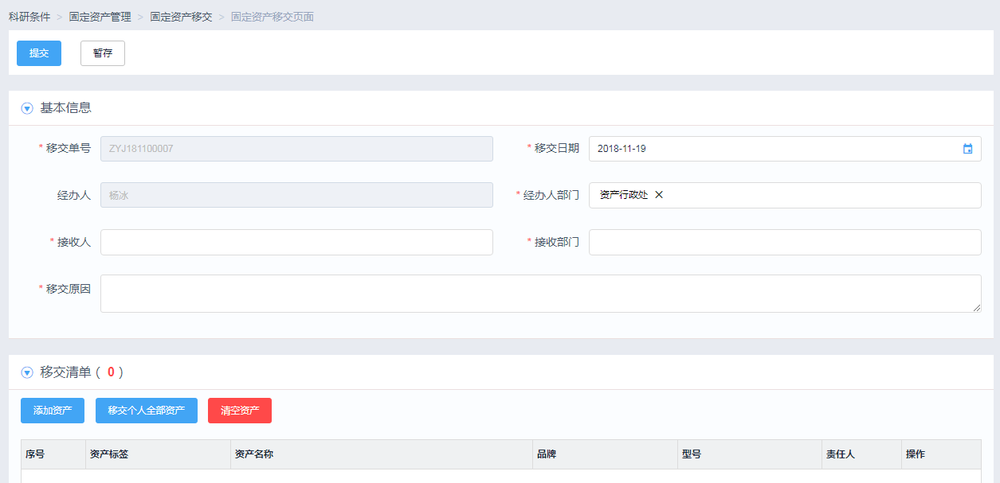 科研条件 > 固定资产管理 > 固定资产移交 > 固定资产移交页面
提交 暂存
基本信息
* 移交单号 ZYJ181100007 * 移交日期 2018-11-19
经办人 杨冰 * 经办人部门 资产行政处 ×
* 接收人 * 接收部门
* 移交原因
移交清单 ( 0 )
添加资产 移交个人全部资产 清空资产
序号 资产标签 资产名称 品牌 型号 责任人 操作